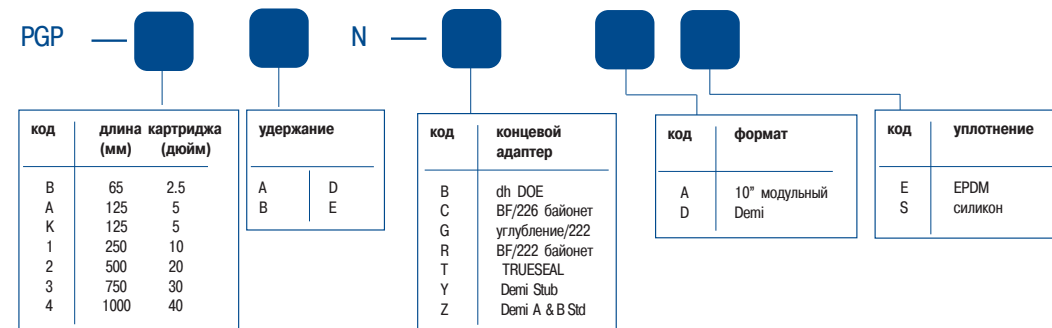 PGP — N —
код длина картриджа
(мм) (дюйм)
B 65 2.5
A 125 5
K 125 5
1 250 10
2 500 20
3 750 30
4 1000 40
удержание
A D
B E
код концевой
адаптер
B dh DOE
C BF/226 байонет
G углубление/222
R BF/222 байонет
T TRUESEAL
Y Demi Stub
Z Demi A & B Std
код формат
A 10” модульный
D Demi
код уплотнение
E EPDM
S силикон